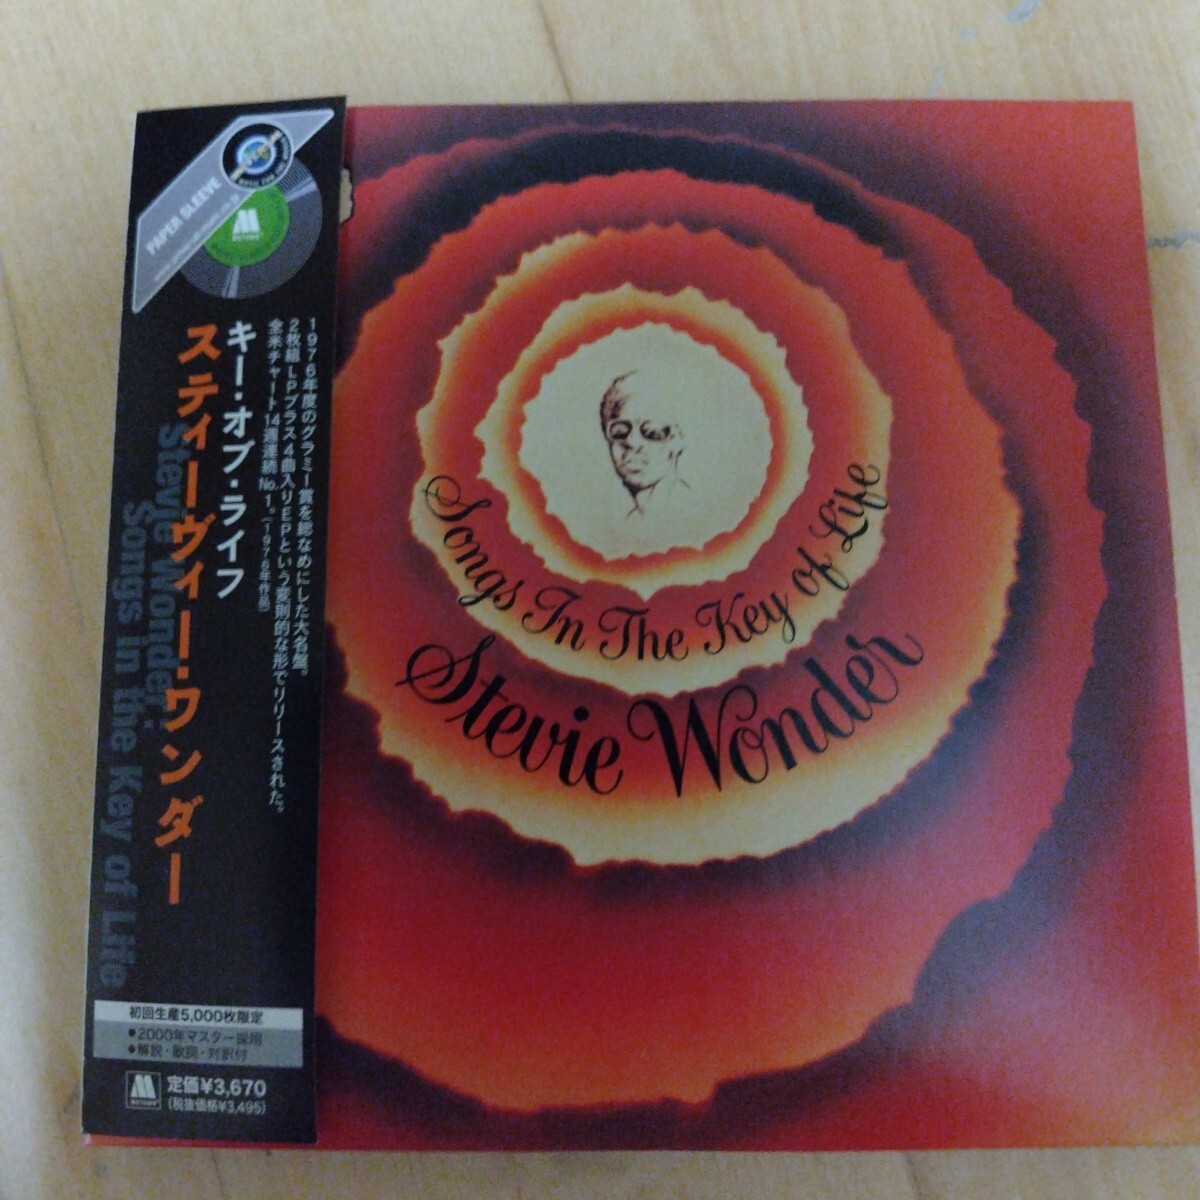 PAPER SLEEVE
キー・オブ・ライフ
スティーヴィー・ワンダー
Stevie Wonder:
Songs in the Key of Life
1976年度のグラミー賞を総なめにした大名盤。
2枚組LPプラス4曲入りEPという変則的な形でリリースされた。
全米チャート14週連続No.1。(1976年作品)
初回生産5,000枚限定
●2000年マスター採用
●解説・歌詞・対訳付
M
MOTOWN
定価¥3,670
(税抜価格¥3,495)
Songs In The Key of Life
Stevie Wonder